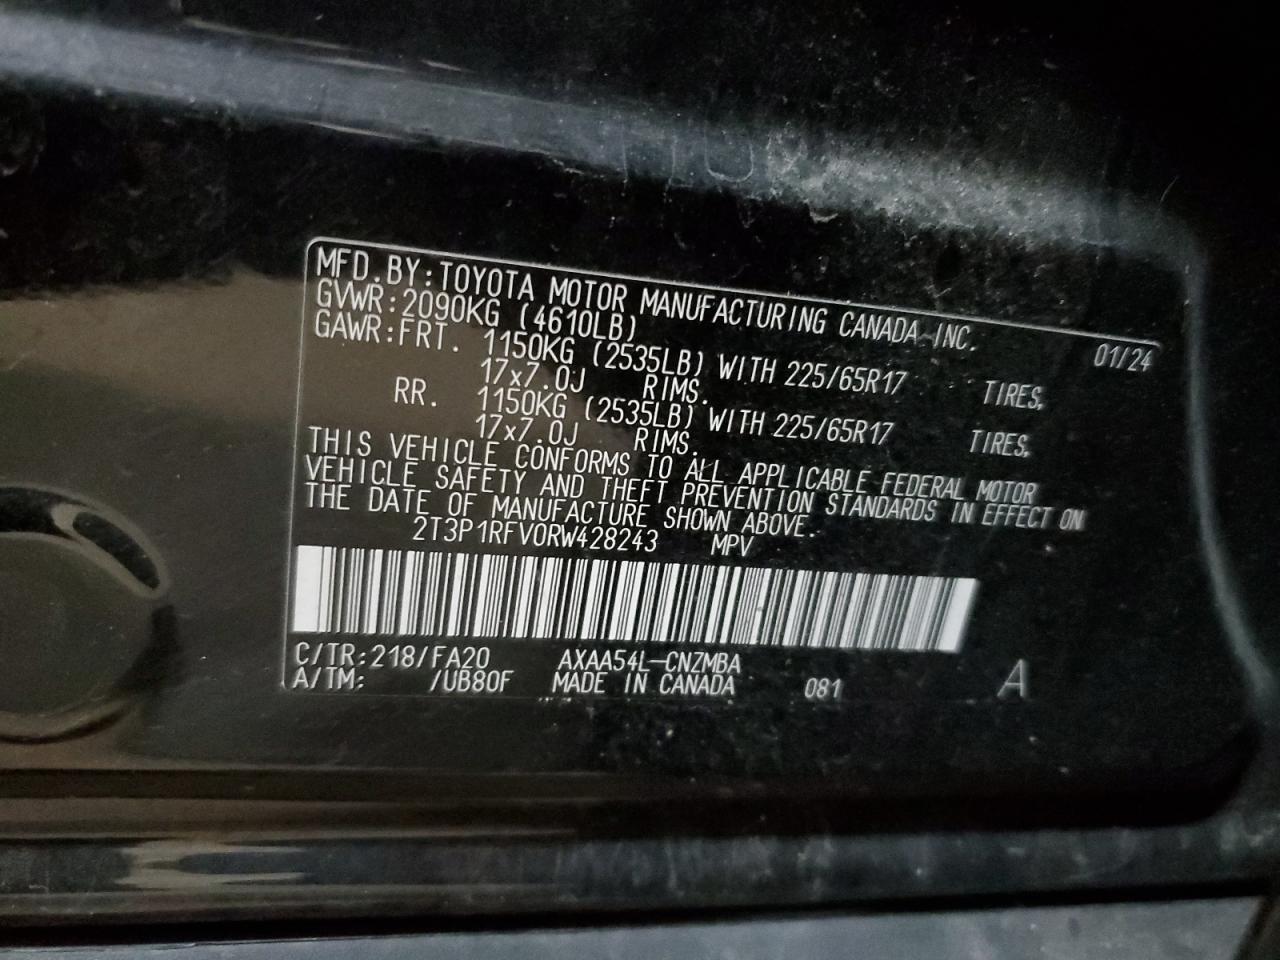 MFD.BY:TOYOTA MOTOR MANUFACTURING CANADA INC. 01/24
GVWR:2090KG (4610LB)
GAWR:FRT. 1150KG (2535LB) WITH 225/65R17 TIRES,
17x7.0J RIMS.
RR. 1150KG (2535LB) WITH 225/65R17 TIRES,
17x7.0J RIMS.
THIS VEHICLE CONFORMS TO ALL APPLICABLE FEDERAL MOTOR
VEHICLE SAFETY AND THEFT PREVENTION STANDARDS IN EFFECT ON
THE DATE OF MANUFACTURE SHOWN ABOVE.
2T3P1RFV0RW428243 MPV
C/TR:218/FA20 AXAA54L-CNZMBA
A/TM: /UB80F MADE IN CANADA 081 A